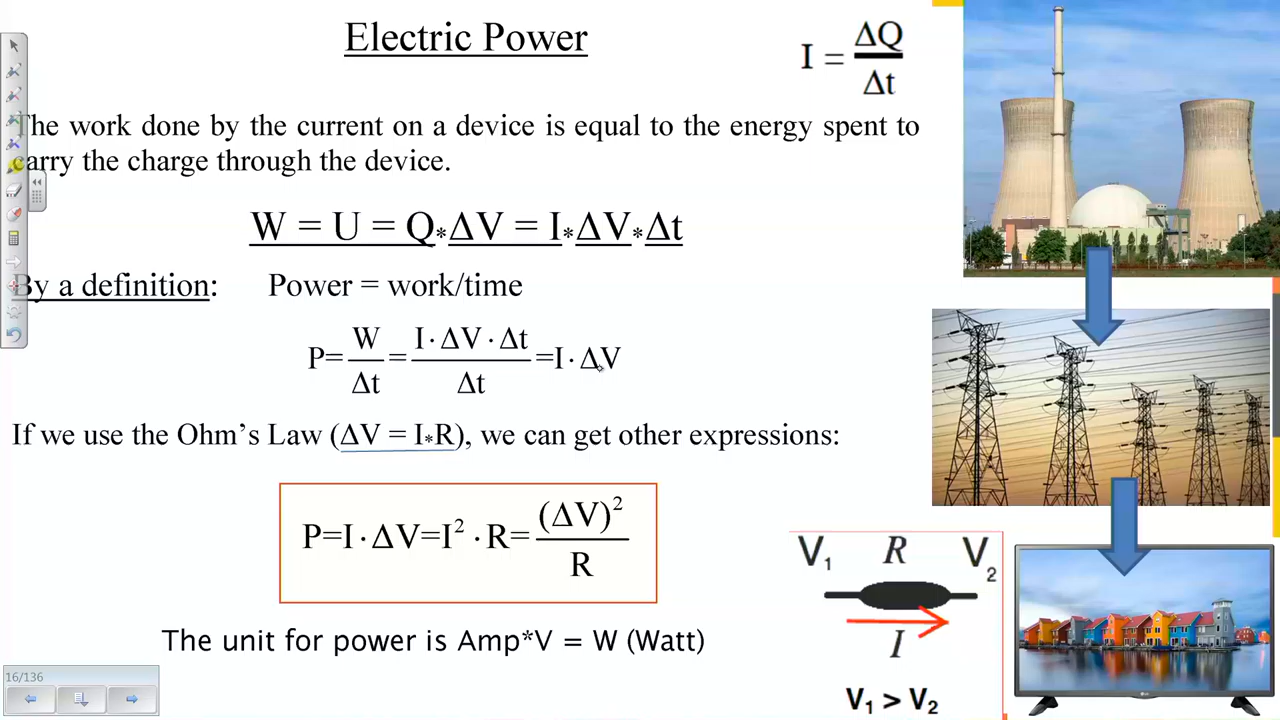 Electric Power
I = ΔQ/Δt
The work done by the current on a device is equal to the energy spent to
carry the charge through the device.
W = U = Q*ΔV = I*ΔV*Δt
By a definition: Power = work/time
P= W/Δt = I · ΔV · Δt/Δt =I · ΔV
If we use the Ohm's Law (ΔV = I*R), we can get other expressions:
P=I · ΔV=I² · R= (ΔV)²/R
The unit for power is Amp*V = W (Watt)
V₁ R V₂
I
V₁ > V₂
LG
16/136